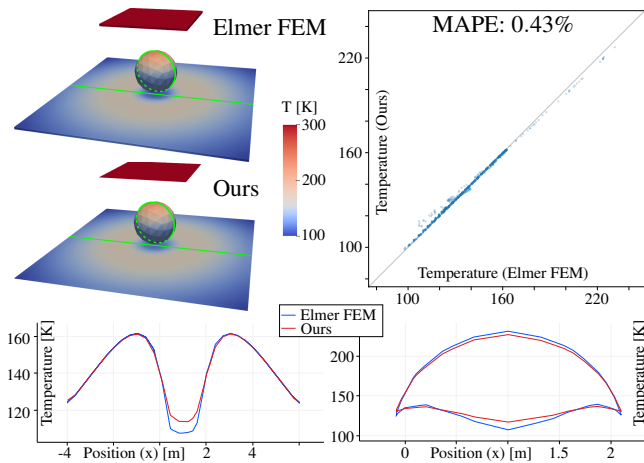 Elmer FEM
T [K]
300
200
100
Ours
MAPE: 0.43%
220
160
100
Temperature (Ours)
Temperature (Elmer FEM)
100
160
220
Elmer FEM
Ours
160
140
120
Temperature [K]
-4
2
4
Position (x) [m]
200
150
100
Temperature [K]
0
1.5
2
Position (x) [m]